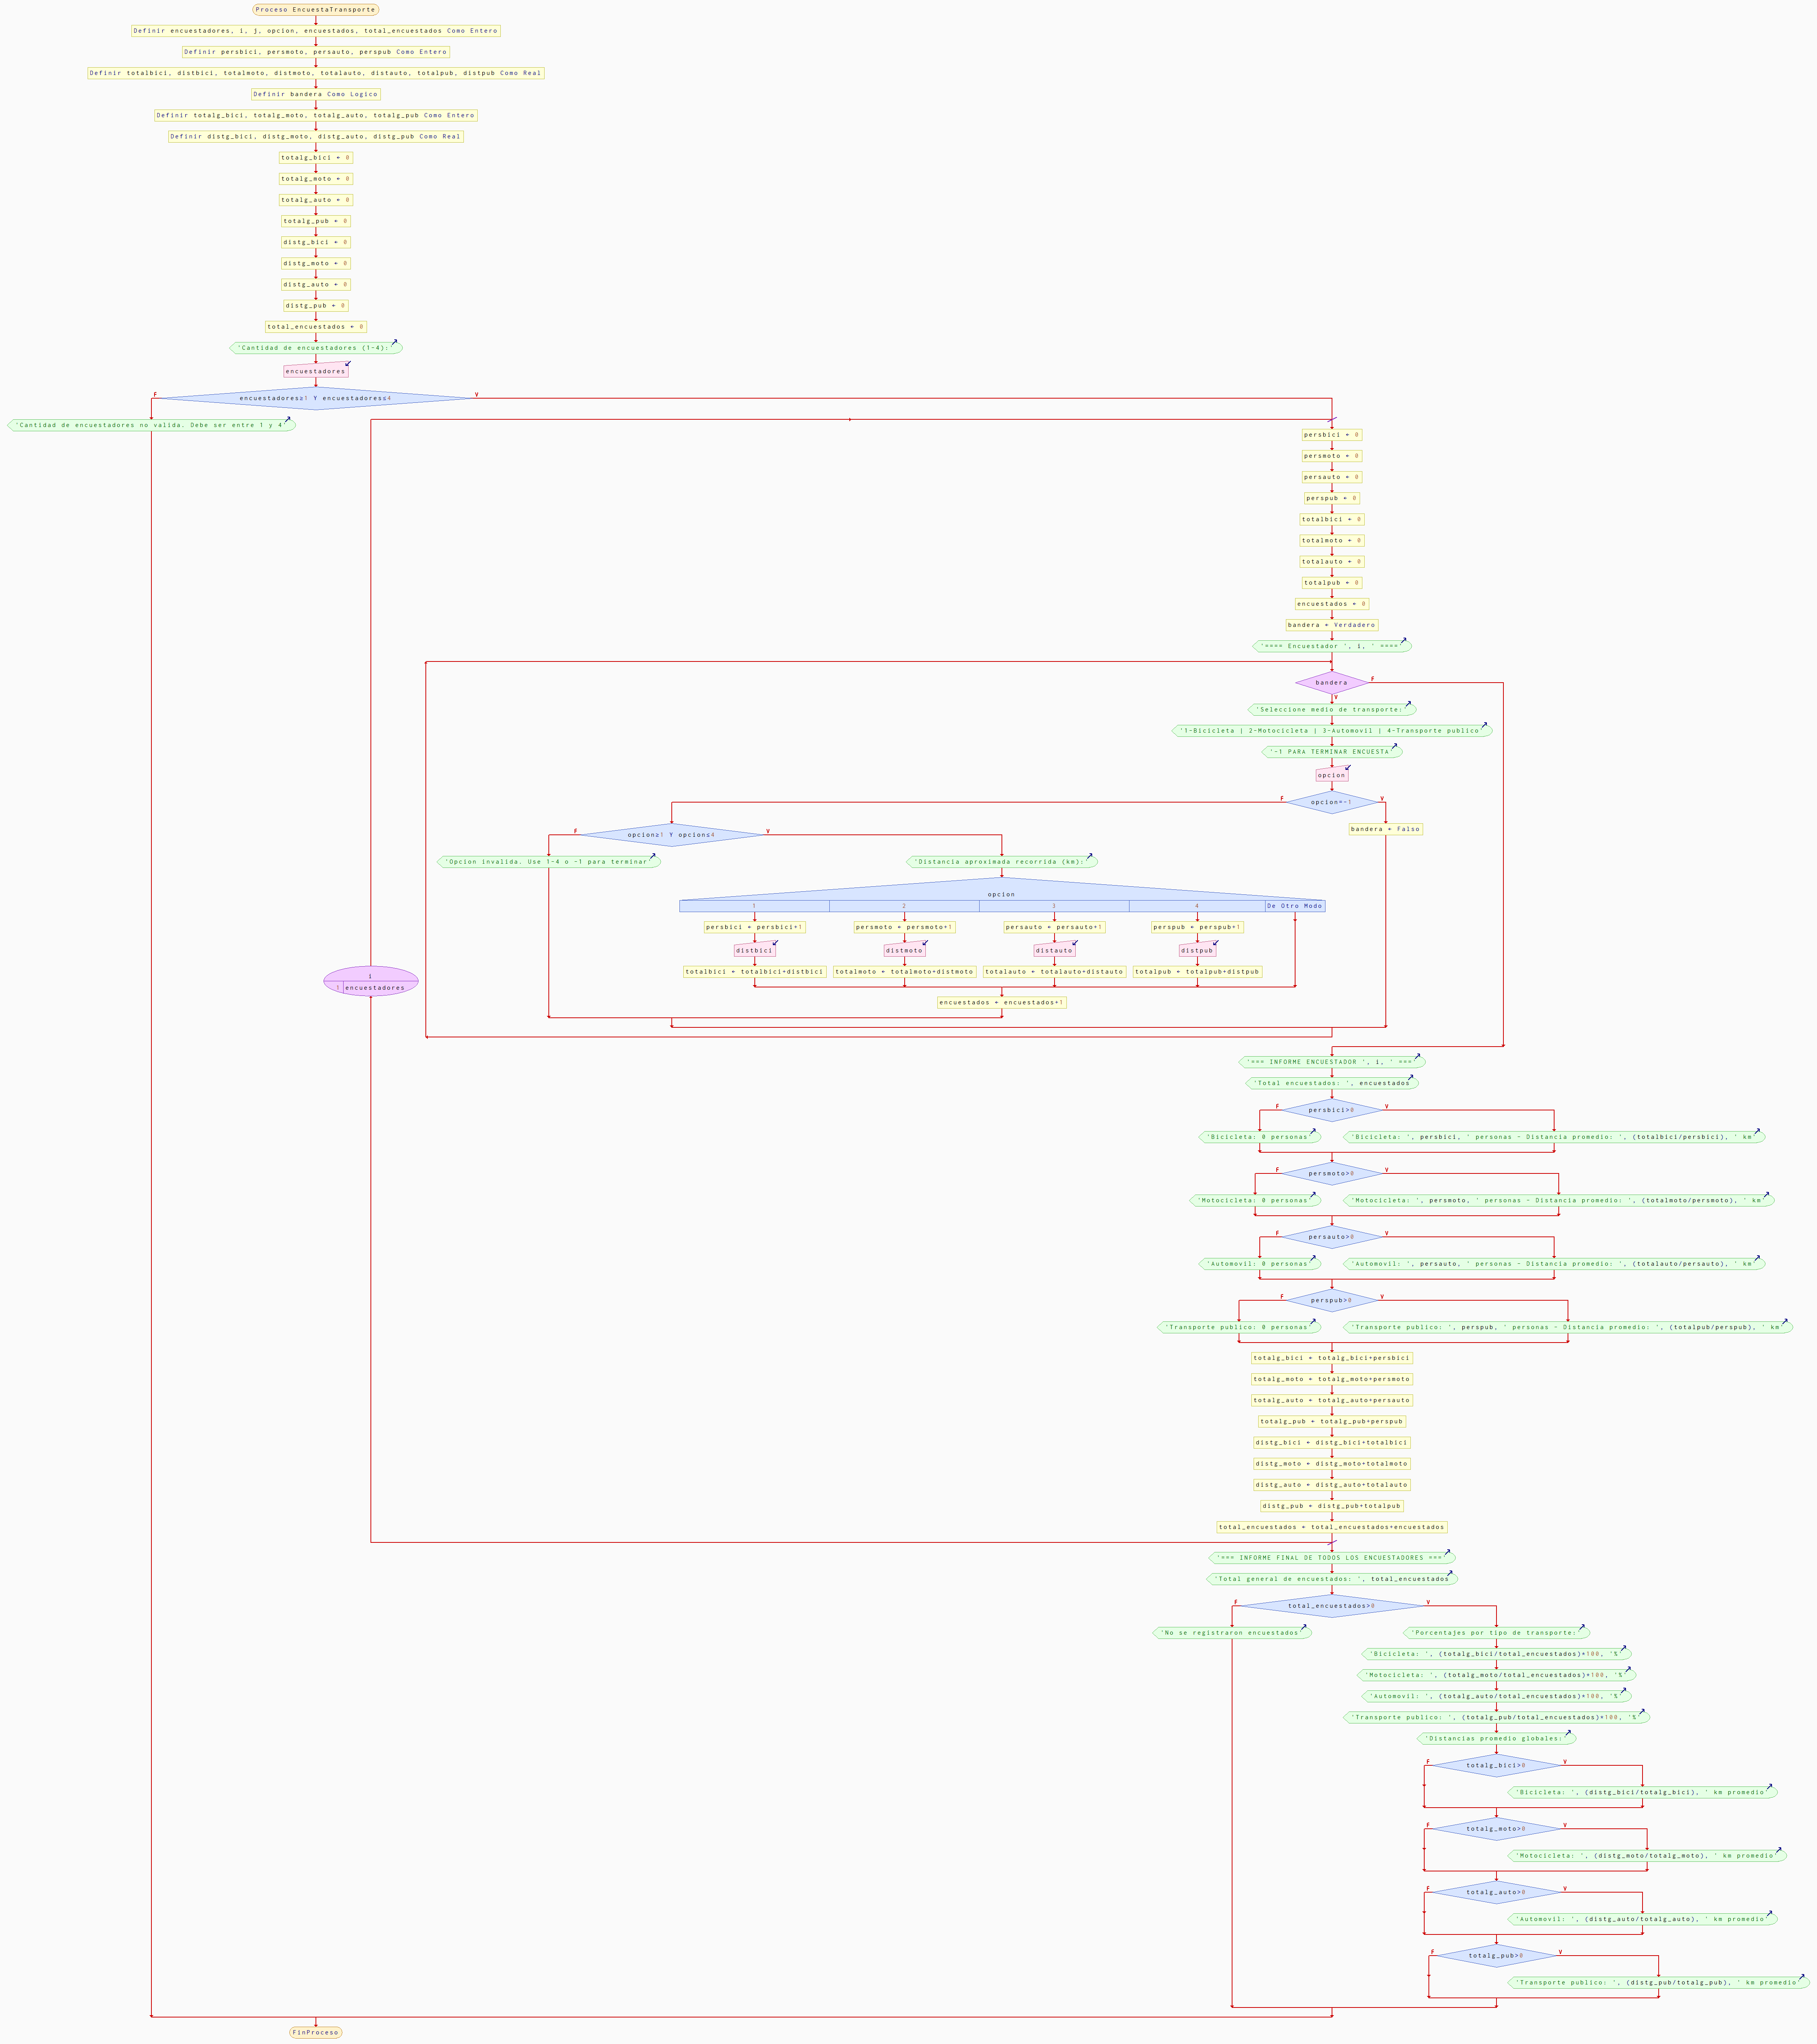 Proceso EncuestaTransporte
Definir encuestadores, i, j, opcion, encuestados, total_encuestados Como Entero
Definir persbici, persmoto, persauto, perspub Como Entero
Definir totalbici, distbici, totalmoto, distmoto, totalauto, distauto, totalpub, distpub Como Real
Definir bandera Como Logico
Definir totalg_bici, totalg_moto, totalg_auto, totalg_pub Como Entero
Definir distg_bici, distg_moto, distg_auto, distg_pub Como Real
totalg_bici ← 0
totalg_moto ← 0
totalg_auto ← 0
totalg_pub ← 0
distg_bici ← 0
distg_moto ← 0
distg_auto ← 0
distg_pub ← 0
total_encuestados ← 0
'Cantidad de encuestadores (1-4):'
encuestadores
encuestadores≥1 Y encuestadores≤4
F
V
'Cantidad de encuestadores no valida. Debe ser entre 1 y 4'
persbici ← 0
persmoto ← 0
persauto ← 0
perspub ← 0
totalbici ← 0
totalmoto ← 0
totalauto ← 0
totalpub ← 0
encuestados ← 0
bandera ← Verdadero
'==== Encuestador ', i, ' ===='
bandera
F
V
'Seleccione medio de transporte:'
'1-Bicicleta | 2-Motocicleta | 3-Automovil | 4-Transporte publico'
'-1 PARA TERMINAR ENCUESTA'
opcion
opcion=-1
F
V
bandera ← Falso
opcion≥1 Y opcion≤4
F
V
'Opcion invalida. Use 1-4 o -1 para terminar'
'Distancia aproximada recorrida (km):'
opcion
1 2 3 4 De Otro Modo
persbici ← persbici+1
persmoto ← persmoto+1
persauto ← persauto+1
perspub ← perspub+1
distbici
distmoto
distauto
distpub
totalbici ← totalbici+distbici
totalmoto ← totalmoto+distmoto
totalauto ← totalauto+distauto
totalpub ← totalpub+distpub
i
1 encuestadores
encuestados ← encuestados+1
'=== INFORME ENCUESTADOR ', i, ' ==='
'Total encuestados: ', encuestados
persbici>0
F
V
'Bicicleta: 0 personas'
'Bicicleta: ', persbici, ' personas - Distancia promedio: ', (totalbici/persbici), ' km'
persmoto>0
F
V
'Motocicleta: 0 personas'
'Motocicleta: ', persmoto, ' personas - Distancia promedio: ', (totalmoto/persmoto), ' km'
persauto>0
F
V
'Automovil: 0 personas'
'Automovil: ', persauto, ' personas - Distancia promedio: ', (totalauto/persauto), ' km'
perspub>0
F
V
'Transporte publico: 0 personas'
'Transporte publico: ', perspub, ' personas - Distancia promedio: ', (totalpub/perspub), ' km'
totalg_bici ← totalg_bici+persbici
totalg_moto ← totalg_moto+persmoto
totalg_auto ← totalg_auto+persauto
totalg_pub ← totalg_pub+perspub
distg_bici ← distg_bici+totalbici
distg_moto ← distg_moto+totalmoto
distg_auto ← distg_auto+totalauto
distg_pub ← distg_pub+totalpub
total_encuestados ← total_encuestados+encuestados
'=== INFORME FINAL DE TODOS LOS ENCUESTADORES ==='
'Total general de encuestados: ', total_encuestados
total_encuestados>0
F
V
'No se registraron encuestados'
'Porcentajes por tipo de transporte:'
'Bicicleta: ', (totalg_bici/total_encuestados)*100, '%'
'Motocicleta: ', (totalg_moto/total_encuestados)*100, '%'
'Automovil: ', (totalg_auto/total_encuestados)*100, '%'
'Transporte publico: ', (totalg_pub/total_encuestados)*100, '%'
'Distancias promedio globales:'
totalg_bici>0
F
V
'Bicicleta: ', (distg_bici/totalg_bici), ' km promedio'
totalg_moto>0
F
V
'Motocicleta: ', (distg_moto/totalg_moto), ' km promedio'
totalg_auto>0
F
V
'Automovil: ', (distg_auto/totalg_auto), ' km promedio'
totalg_pub>0
F
V
'Transporte publico: ', (distg_pub/totalg_pub), ' km promedio'
FinProceso